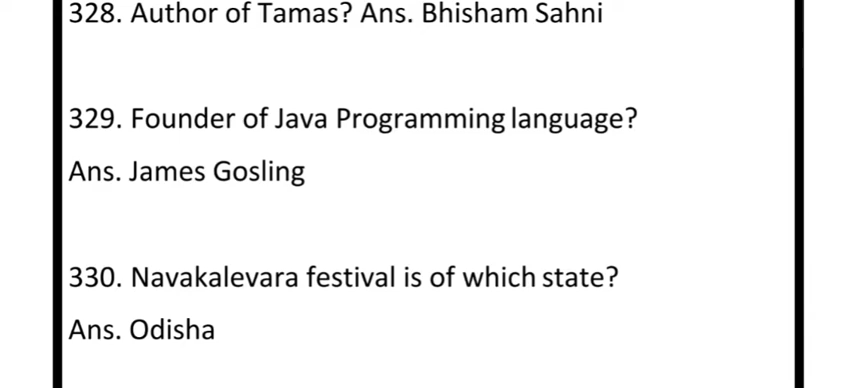 328. Author of Tamas? Ans. Bhisham Sahni
329. Founder of Java Programming language?
Ans. James Gosling
330. Navakalevara festival is of which state?
Ans. Odisha